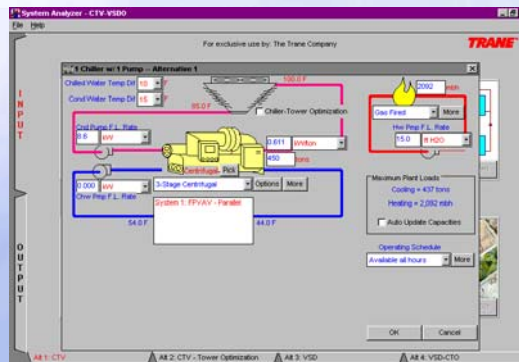 System Analyzer - CTV-VSDO
File Help
For exclusive use by: The Trane Company
TRANE
1 Chiller w/ 1 Pump -- Alternative 1
Chilled Water Temp Dif 10 F
Cond Water Temp Dif 15 F
100.0 F
95.0 F
Chiller-Tower Optimization
2092 mbh
Gas Fired More
Hw Pmp F.L. Rate
15.0 ft H2O
Cnd Pump F.L. Rate
8.6 kW
0.611 kW/ton
450 tons
Centrifugal Pick
0.000 kW
3-Stage Centrifugal Options More
Chw Pmp F.L. Rate
System 1: FPVAV - Parallel
54.0 F
44.0 F
Maximum Plant Loads
Cooling = 437 tons
Heating = 2,092 mbh
Auto Update Capacities
Operating Schedule
Available all hours More
OK Cancel
INPUT
OUTPUT
Alt 1: CTV
Alt 2: CTV - Tower Optimization
Alt 3: VSD
Alt 4: VSD-CTO